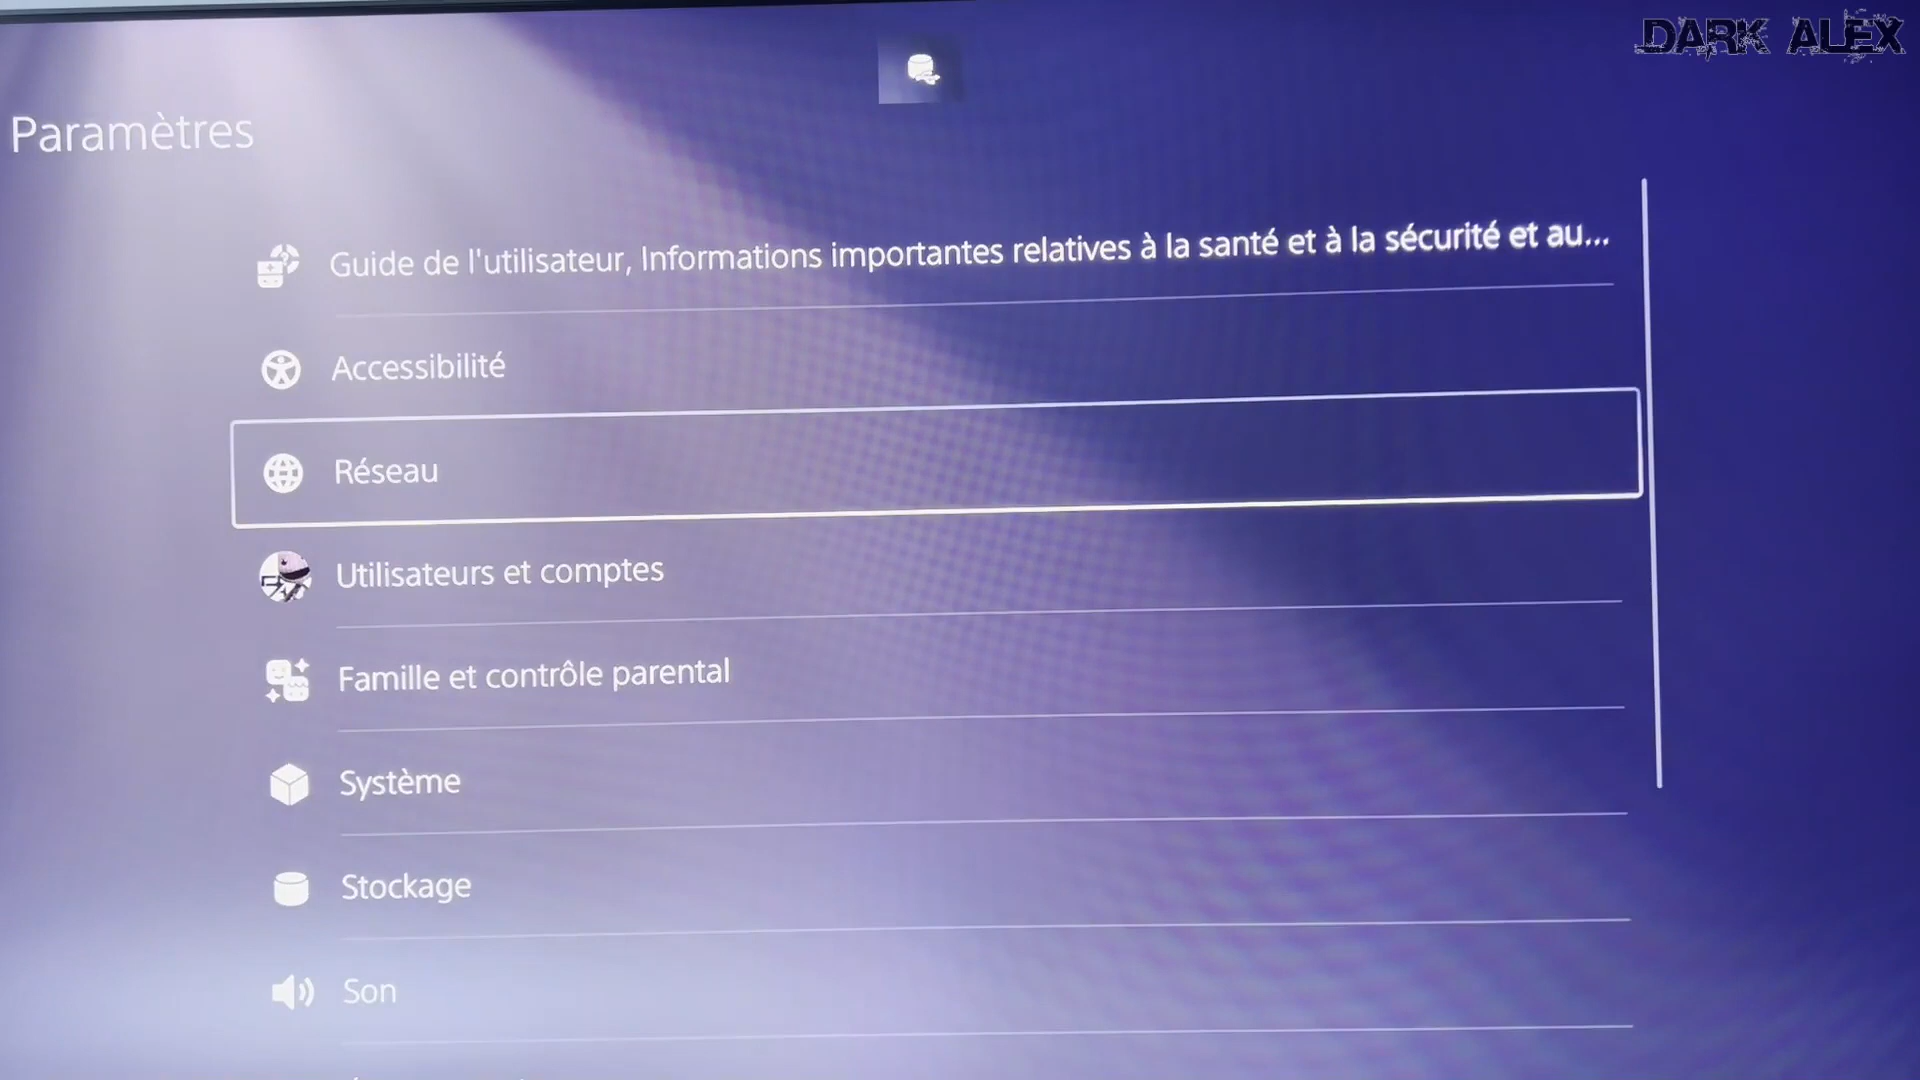 DARK ALEX
Paramètres
Guide de l'utilisateur, Informations importantes relatives à la santé et à la sécurité et au...
Accessibilité
Réseau
Utilisateurs et comptes
Famille et contrôle parental
Système
Stockage
Son